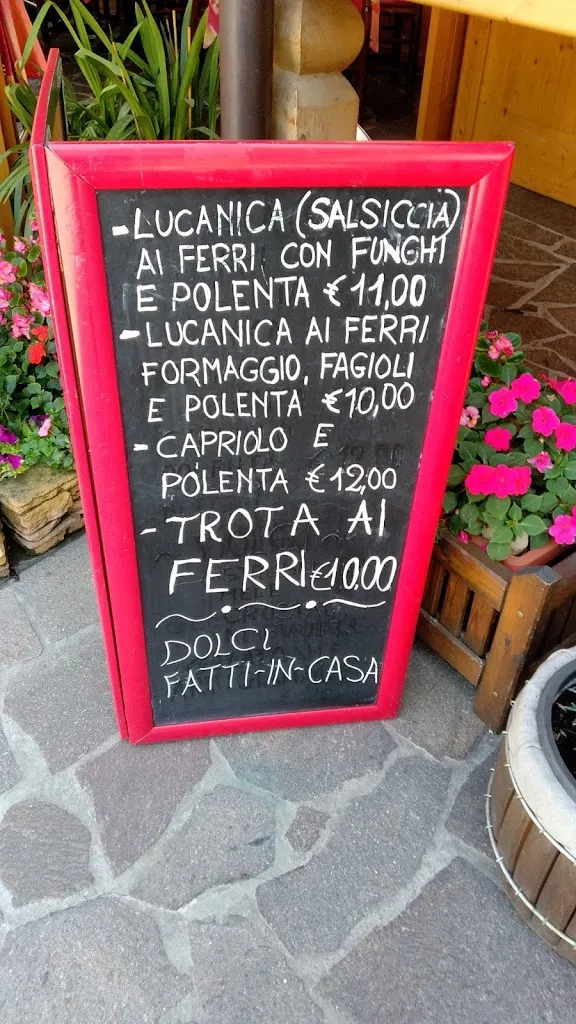 - LUCANICA (SALSICCIA)
AI FERRI CON FUNGHI
E POLENTA € 11,00
- LUCANICA AI FERRI
FORMAGGIO, FAGIOLI
E POLENTA €10,00
- CAPRIOLO E
POLENTA €12,00
- TROTA AI
FERRI €10.00
DOLCI
FATTI-IN-CASA